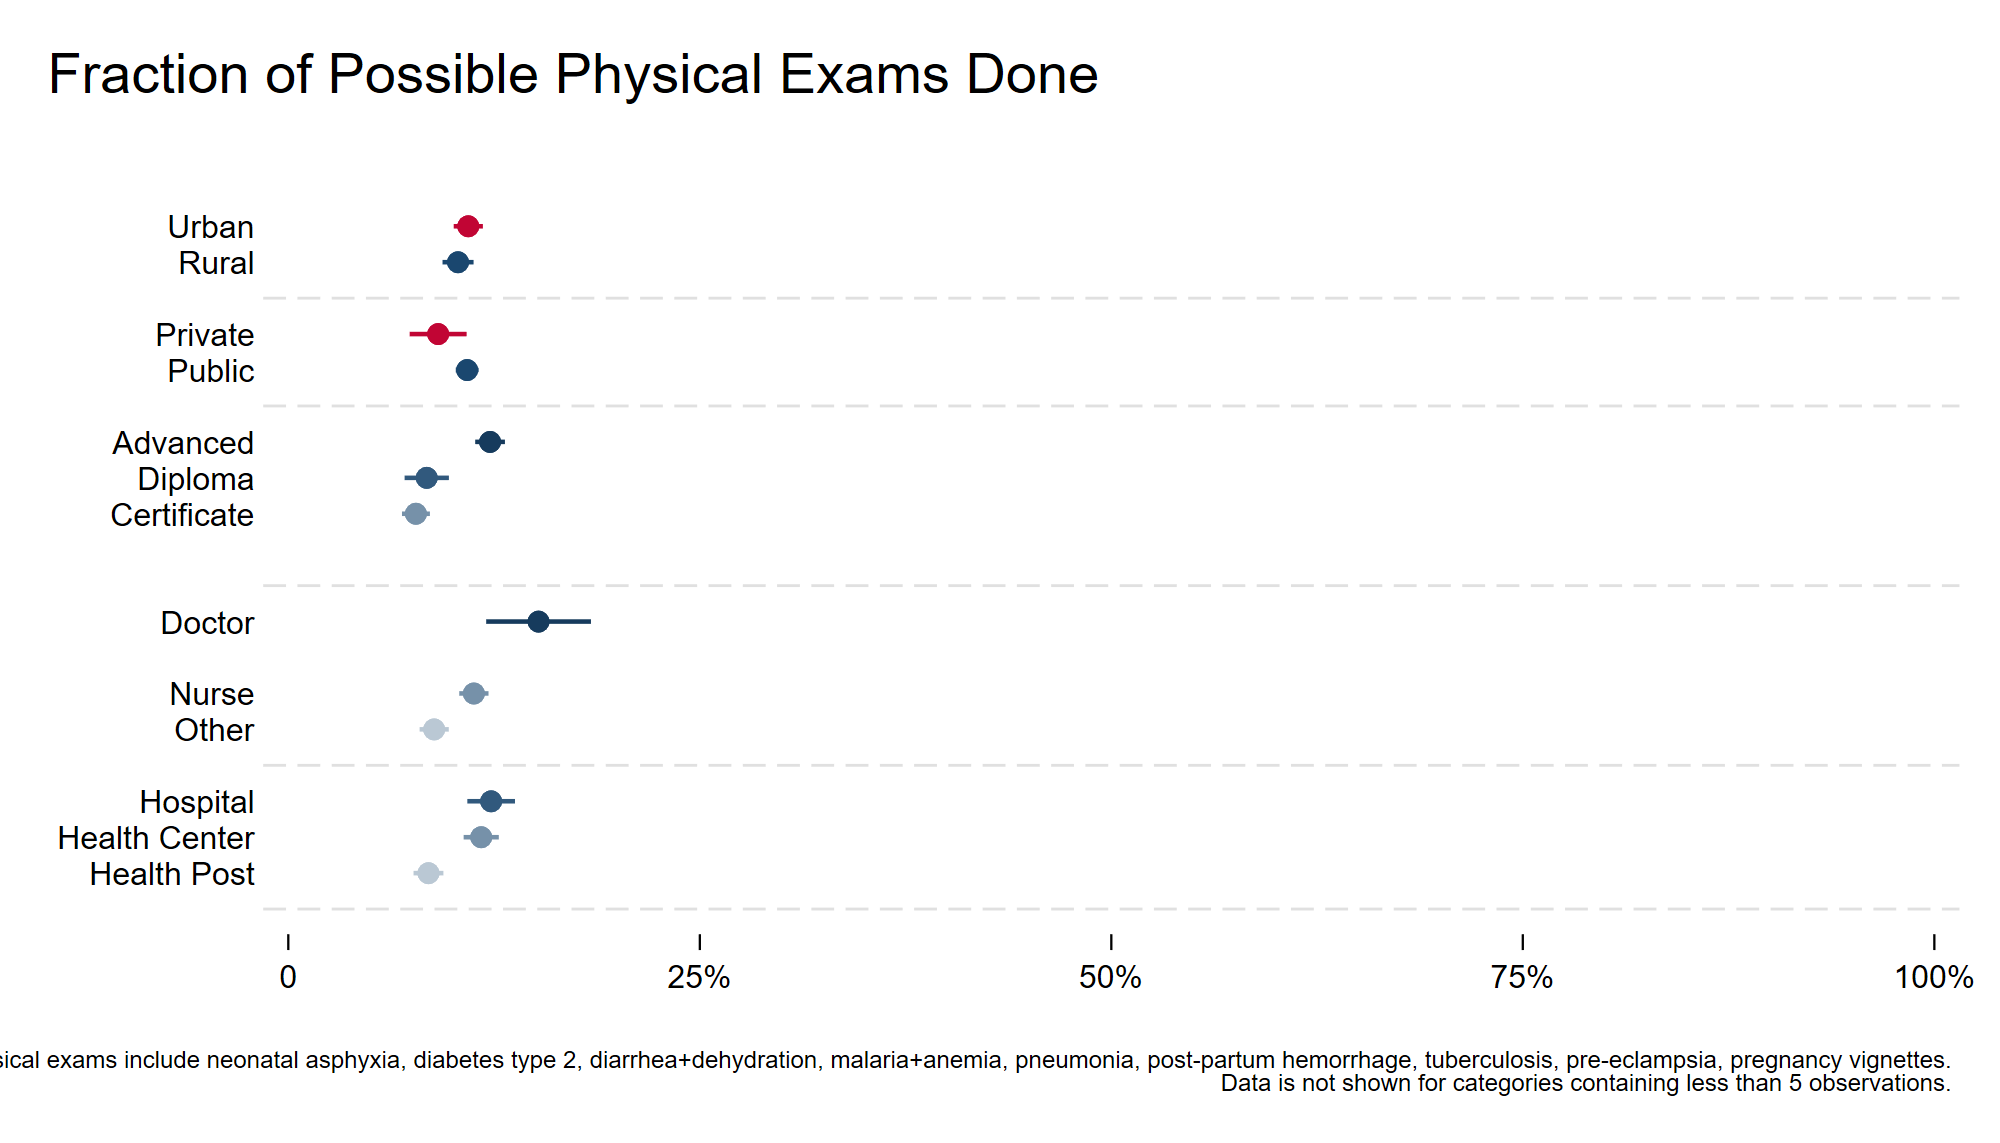 Fraction of Possible Physical Exams Done
Urban
Rural
Private
Public
Advanced
Diploma
Certificate
Doctor
Nurse
Other
Hospital
Health Center
Health Post
0 25% 50% 75% 100%
exams include neonatal asphyxia, diabetes type 2, diarrhea+dehydration, malaria+anemia, pneumonia, post-partum hemorrhage, tuberculosis, pre-eclampsia, pregnancy vignettes.
Data is not shown for categories containing less than 5 observations.